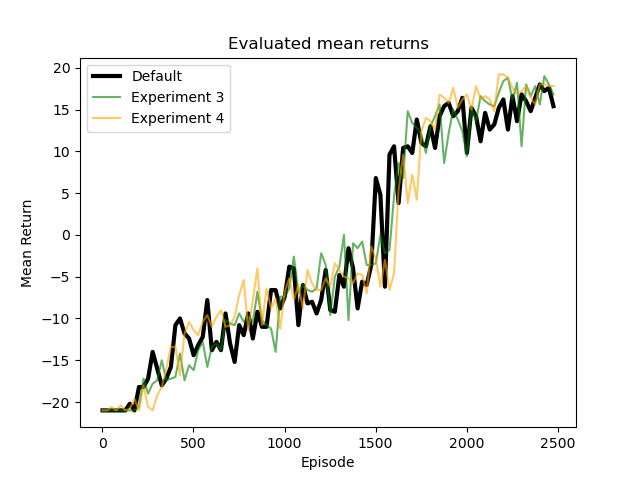 Evaluated mean returns
Default
Experiment 3
Experiment 4
Mean Return
20
15
10
5
0
−5
−10
−15
−20
0 500 1000 1500 2000 2500
Episode